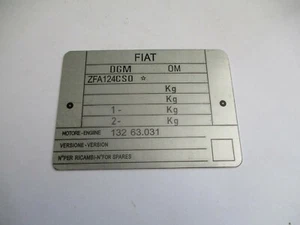 FIAT
DGM OM
ZFA124CS0 ☆
Kg
Kg
1- Kg
2- Kg
MOTORE-ENGINE 132 63.031
VERSIONE-VERSION
N°PER RICAMBI-N°FOR SPARES